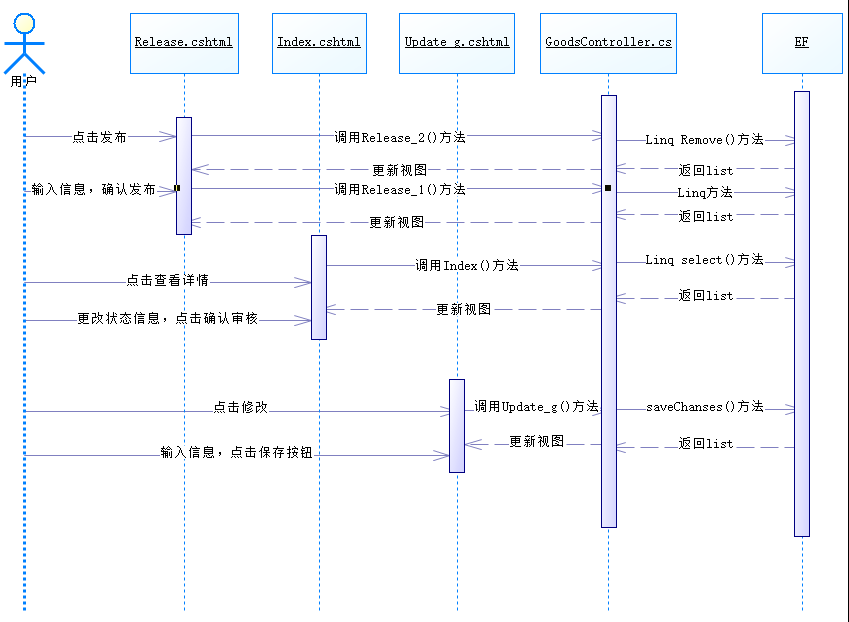 Release.cshtml
Index.cshtml
Update_g.cshtml
GoodsController.cs
EF
用户
点击发布
调用Release_2()方法
Linq Remove()方法
更新视图
返回list
输入信息，确认发布
调用Release_1()方法
Linq方法
更新视图
返回list
调用Index()方法
Linq select()方法
点击查看详情
返回list
更新视图
更改状态信息，点击确认审核
点击修改
调用Update_g()方法
saveChanses()方法
更新视图
返回list
输入信息，点击保存按钮